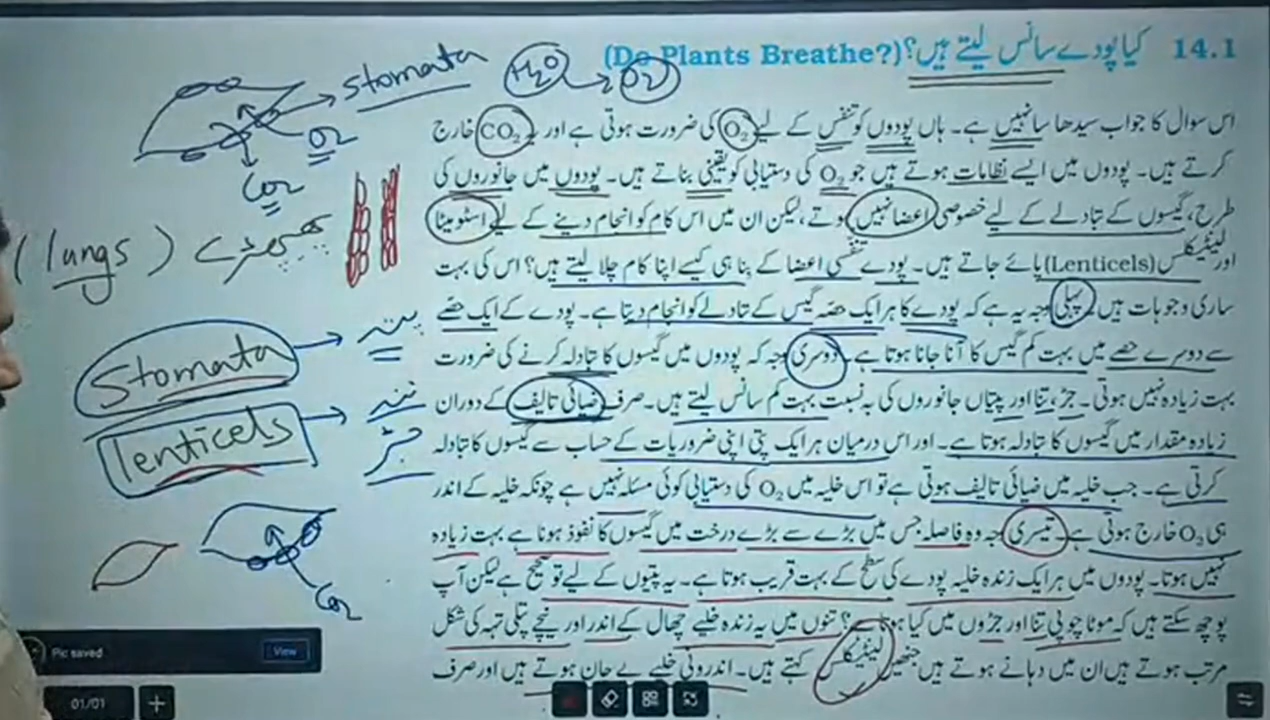 14.1 کیا پودے سانس لیتے ہیں؟ (Do Plants Breathe?)
اس سوال کا جواب سیدھا سا نہیں ہے۔ ہاں پودوں کو تنفس کے لیے O₂ کی ضرورت ہوتی ہے اور CO₂ خارج
کرتے ہیں۔ پودوں میں ایسے نظامات ہوتے ہیں جو O₂ کی دستیابی کو یقینی بناتے ہیں۔ پودوں میں جانوروں کی
طرح، گیسوں کے تبادلے کے لیے خصوصی اعضا نہیں ہوتے، لیکن ان میں اس کام کو انجام دینے کے لیے اسٹومیٹا
اور لینٹیکلس (Lenticels) پائے جاتے ہیں۔ پودے تنفسی اعضا کے بنا ہی کیسے اپنا کام چلا لیتے ہیں؟ اس کی بہت
ساری وجوہات ہیں پہلی وجہ یہ ہے کہ پودے کا ہر ایک حصّہ گیس کے تبادلے کو انجام دیتا ہے۔ پودے کے ایک حصّے
سے دوسرے حصے میں بہت کم گیس کا آنا جانا ہوتا ہے۔ دوسری وجہ کہ پودوں میں گیسوں کا تبادلہ کرنے کی ضرورت
بہت زیادہ نہیں ہوتی۔ جڑ، تنا اور پتیاں جانوروں کی بہ نسبت بہت کم سانس لیتے ہیں۔ صرف ضیائی تالیف کے دوران
زیادہ مقدار میں گیسوں کا تبادلہ ہوتا ہے۔ اور اس درمیان ہر ایک پتی اپنی ضروریات کے حساب سے گیسوں کا تبادلہ
کرتی ہے۔ جب خلیہ میں ضیائی تالیف ہوتی ہے تو اس خلیہ میں O₂ کی دستیابی کوئی مسئلہ نہیں ہے چونکہ خلیہ کے اندر
ہی O₂ خارج ہوتی ہے۔ تیسری وجہ وہ فاصلہ جس میں بڑے سے بڑے درخت میں گیسوں کا نفوذ ہونا ہے بہت زیادہ
نہیں ہوتا۔ پودوں میں ہر ایک زندہ خلیہ پودے کی سطح کے بہت قریب ہوتا ہے۔ یہ پتیوں کے لیے تو صحیح ہے لیکن آپ
پوچھ سکتے ہیں کہ موٹا چوبی تنا اور جڑوں میں کیا ہوتا ہے؟ تنوں میں یہ زندہ خلیے چھال کے اندر اور نیچے پتلی تہہ کی شکل
مرتب ہوتے ہیں ان میں دہانے ہوتے ہیں جنھیں لینٹیکلس کہتے ہیں۔ اندرونی خلیے بے جان ہوتے ہیں اور صرف
stomata
H₂O → O₂
O₂
CO₂
(lungs) پھیپھڑے
Stomata → پتہ
lenticels → تنہ
جڑ
CO₂
Pic saved View
01/01 +